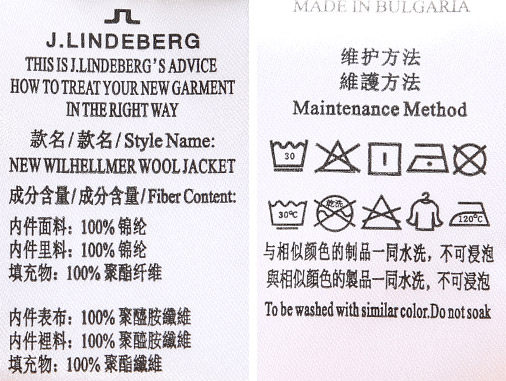 J.LINDEBERG
THIS IS J.LINDEBERG'S ADVICE
HOW TO TREAT YOUR NEW GARMENT
IN THE RIGHT WAY
款名/款名/Style Name:
NEW WILHELLMER WOOL JACKET
成分含量/成分含量/Fiber Content:
内件面料: 100% 锦纶
内件里料: 100% 锦纶
填充物: 100% 聚酯纤维
内件表布: 100% 聚醯胺纖維
内件裡料: 100% 聚醯胺纖維
填充物: 100% 聚酯纖維
MADE IN BULGARIA
维护方法
維護方法
Maintenance Method
30
30°C 乾洗 120°C
与相似颜色的制品一同水洗，不可浸泡
與相似顏色的製品一同水洗，不可浸泡
To be washed with similar color.Do not soak